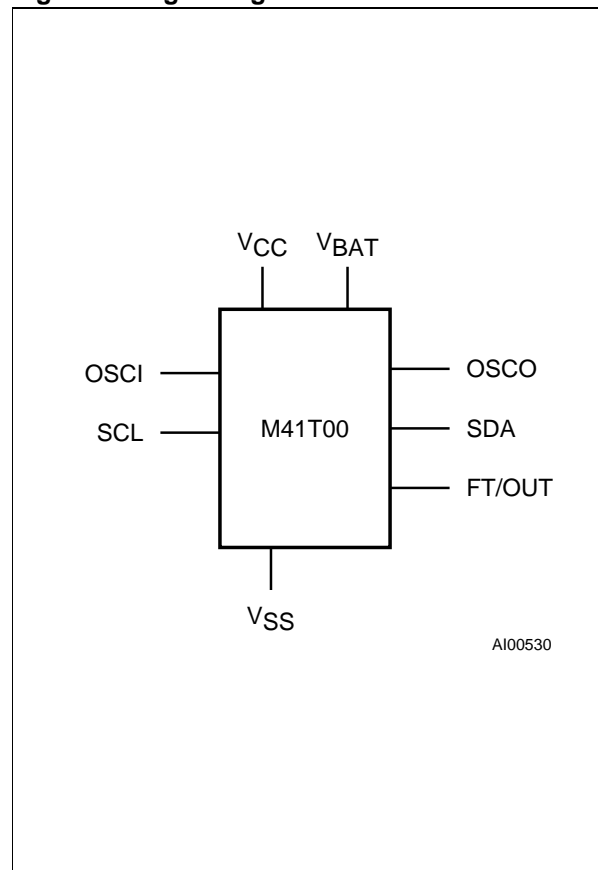 VCC VBAT
OSCI OSCO
SCL M41T00 SDA
FT/OUT
VSS
AI00530